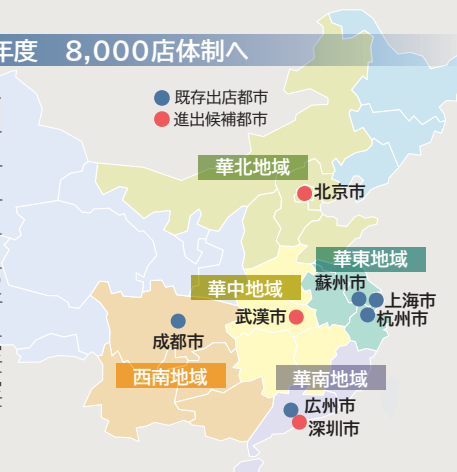 年度　8,000店体制へ
既存出店都市
進出候補都市
華北地域
北京市
華東地域
蘇州市
上海市
杭州市
華中地域
武漢市
成都市
西南地域
華南地域
広州市
深圳市